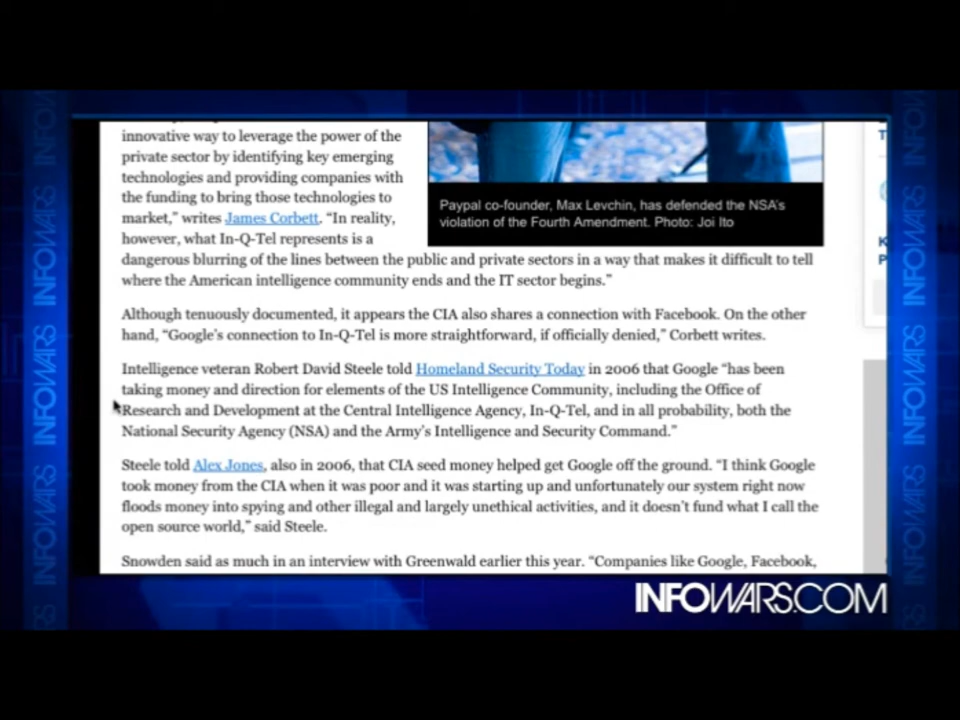 innovative way to leverage the power of the
private sector by identifying key emerging
technologies and providing companies with
the funding to bring those technologies to
market,” writes James Corbett. “In reality,
however, what In-Q-Tel represents is a
dangerous blurring of the lines between the public and private sectors in a way that makes it difficult to tell
where the American intelligence community ends and the IT sector begins.”
Paypal co-founder, Max Levchin, has defended the NSA's
violation of the Fourth Amendment. Photo: Joi Ito
Although tenuously documented, it appears the CIA also shares a connection with Facebook. On the other
hand, “Google’s connection to In-Q-Tel is more straightforward, if officially denied,” Corbett writes.
Intelligence veteran Robert David Steele told Homeland Security Today in 2006 that Google “has been
taking money and direction for elements of the US Intelligence Community, including the Office of
Research and Development at the Central Intelligence Agency, In-Q-Tel, and in all probability, both the
National Security Agency (NSA) and the Army’s Intelligence and Security Command.”
Steele told Alex Jones, also in 2006, that CIA seed money helped get Google off the ground. “I think Google
took money from the CIA when it was poor and it was starting up and unfortunately our system right now
floods money into spying and other illegal and largely unethical activities, and it doesn’t fund what I call the
open source world,” said Steele.
Snowden said as much in an interview with Greenwald earlier this year. “Companies like Google, Facebook,
INFOWARS.COM
INFOWARS
INFOWARS
INFOWARS
INFOWARS